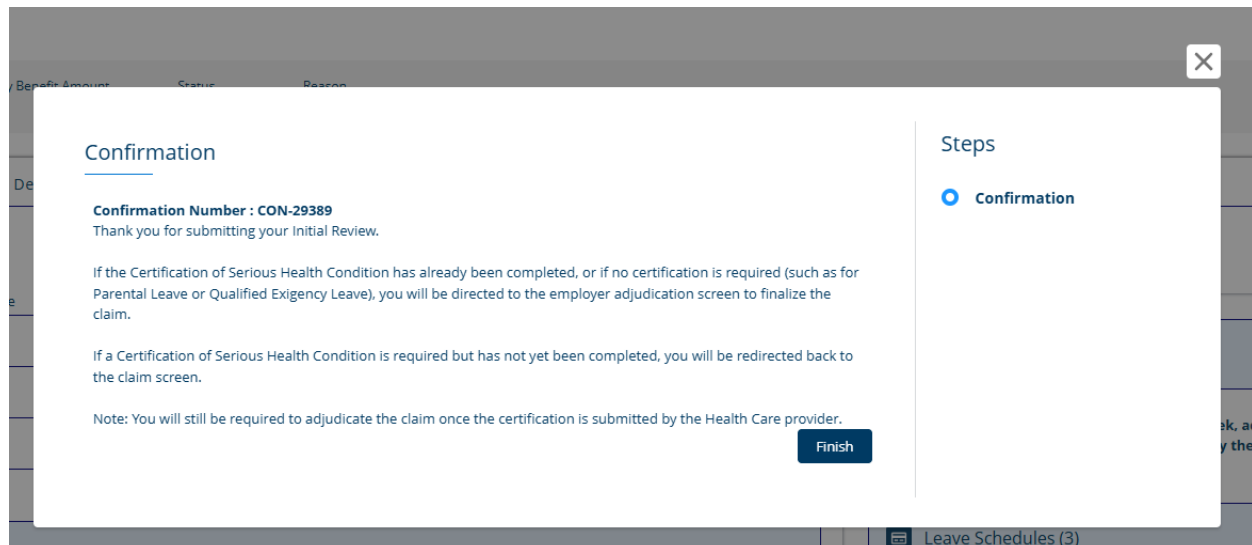 y Benefit Amount Status Reason
De
e
Confirmation
Confirmation Number : CON-29389
Thank you for submitting your Initial Review.
If the Certification of Serious Health Condition has already been completed, or if no certification is required (such as for
Parental Leave or Qualified Exigency Leave), you will be directed to the employer adjudication screen to finalize the
claim.
If a Certification of Serious Health Condition is required but has not yet been completed, you will be redirected back to
the claim screen.
Note: You will still be required to adjudicate the claim once the certification is submitted by the Health Care provider.
Finish
Steps
Confirmation
ek, a
y the
Leave Schedules (3)